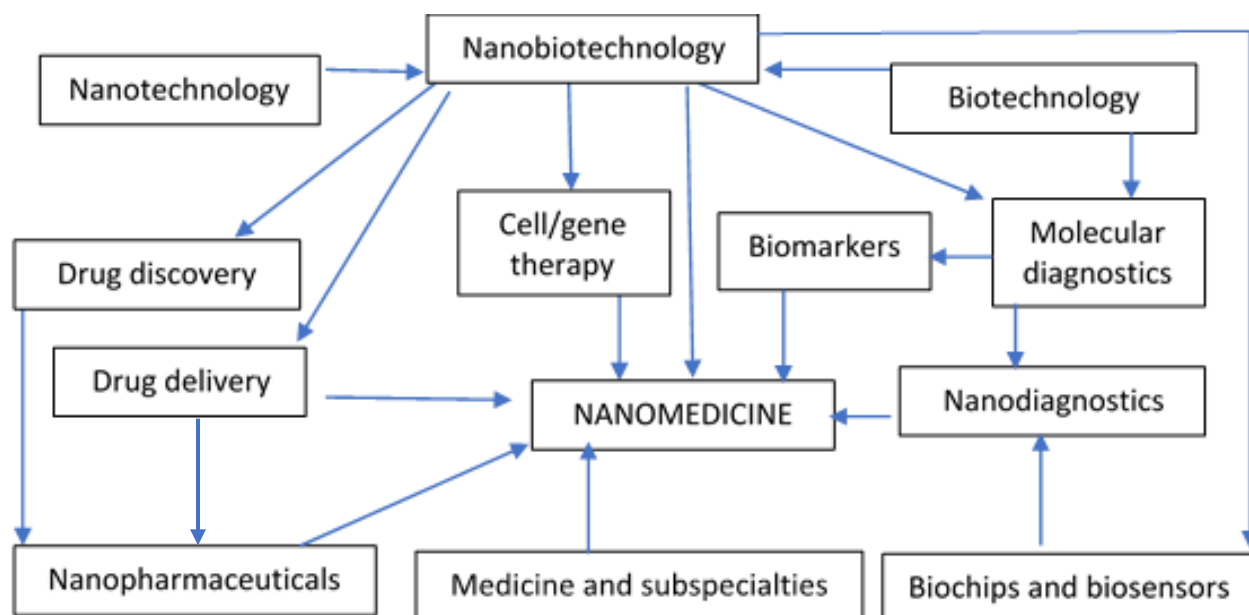 Nanobiotechnology
Nanotechnology
Biotechnology
Cell/gene
therapy
Biomarkers
Molecular
diagnostics
Drug discovery
Drug delivery
NANOMEDICINE
Nanodiagnostics
Nanopharmaceuticals
Medicine and subspecialties
Biochips and biosensors